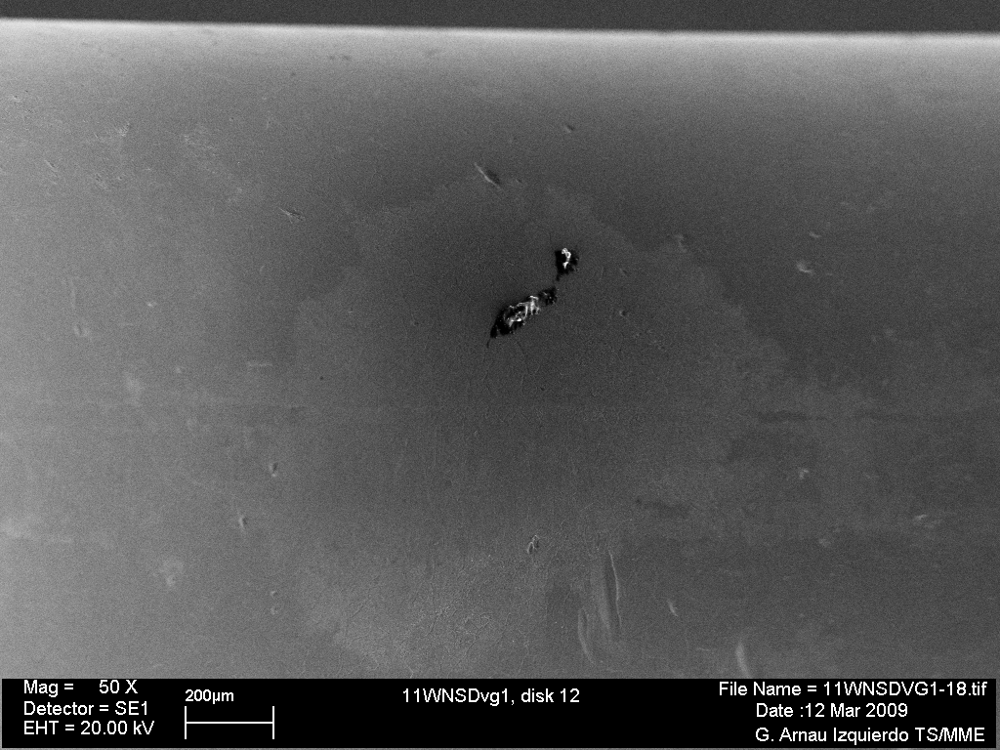 Mag = 50 X
Detector = SE1
EHT = 20.00 kV
200µm
11WNSDvg1, disk 12
File Name = 11WNSDVG1-18.tif
Date :12 Mar 2009
G. Arnau Izquierdo TS/MME